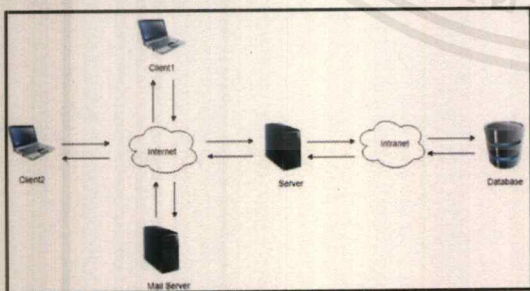 Client1
Client2
Internet
Server
Intranet
Database
Mail Server